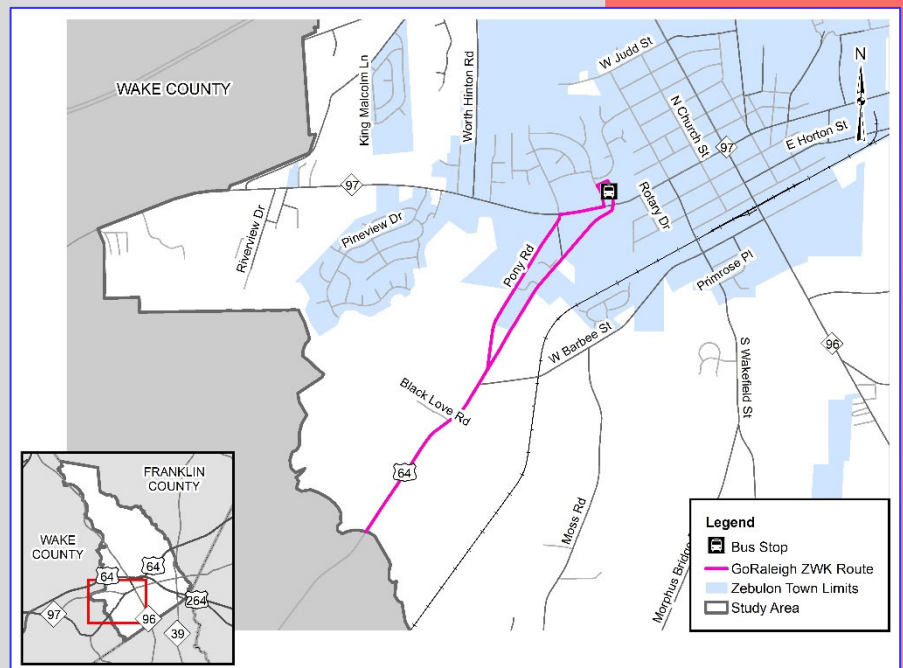 WAKE COUNTY
King Malcolm Ln
Worth Hinton Rd
W Judd St
N
N Church St
97
E Horton St
97
Riverview Dr
Pineview Dr
Rotary Dr
Pony Rd
Primrose Pl
W Barbee St
96
S Wakefield St
Black Love Rd
64
Moss Rd
Morphus Bridge
FRANKLIN
COUNTY
WAKE
COUNTY
64
64
264
97
96
39
Legend
Bus Stop
GoRaleigh ZWK Route
Zebulon Town Limits
Study Area